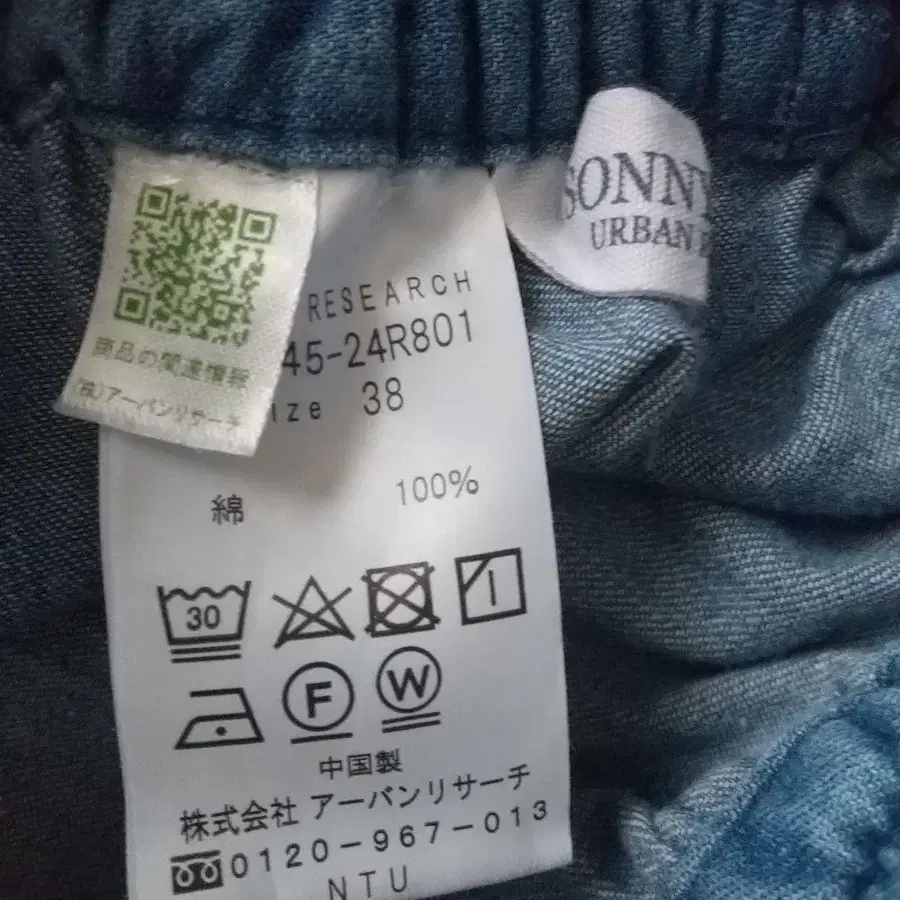 商品の関連情報
(株)アーバンリサーチ
RESEARCH
45-24R801
ize 38
綿 100%
30
F W
中国製
株式会社 アーバンリサーチ
0120-967-013
NTU
SONNY
URBAN